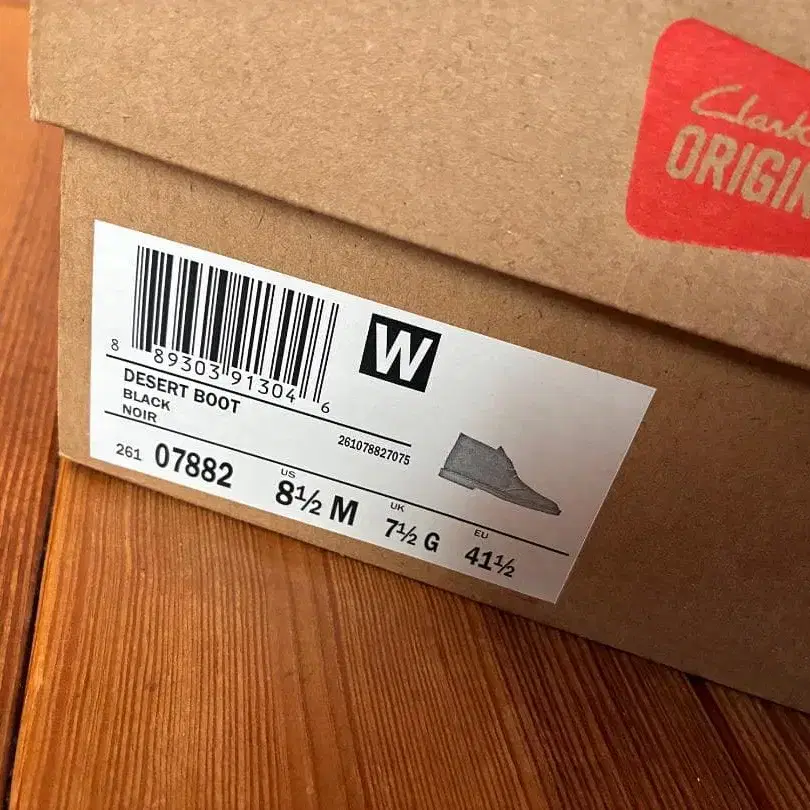 Clark
ORIGIN
W
8 89303 91304 6
DESERT BOOT
BLACK
NOIR
261078827075
261 07882
US 8½ M
UK 7½ G
EU 41½